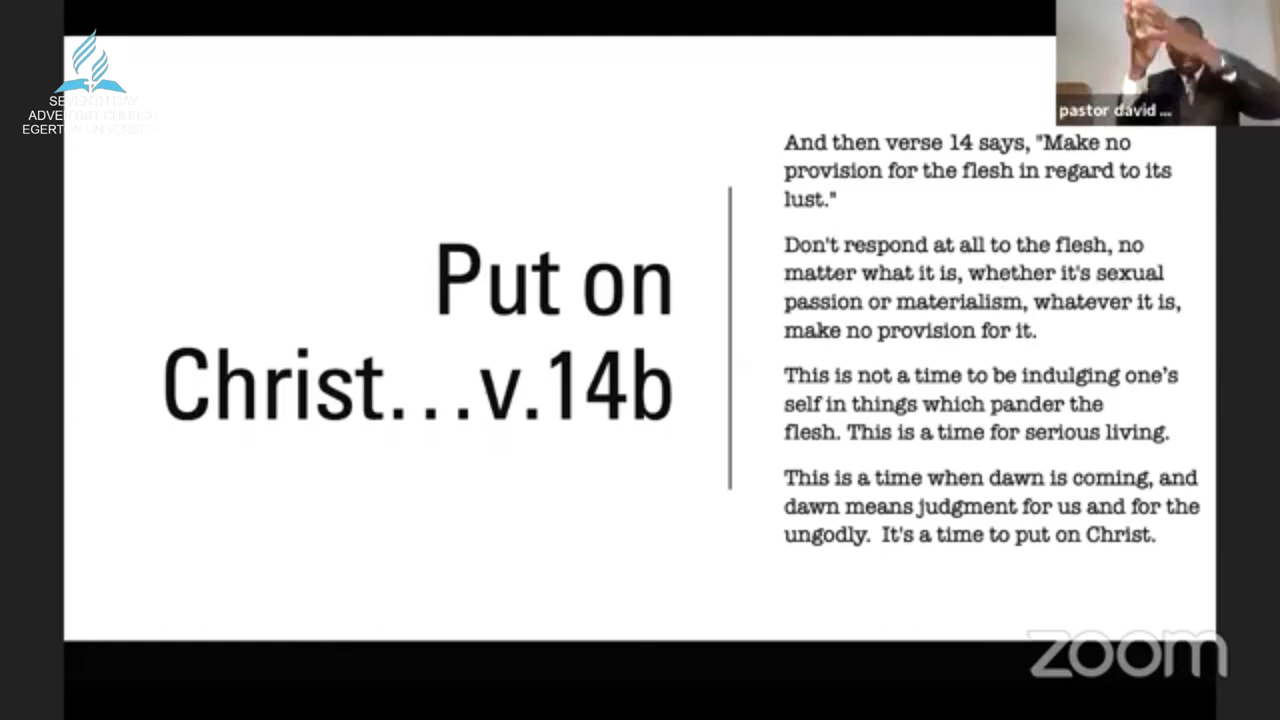 SEVENTH DAY
ADVENTIST CHURCH
EGERTON UNIVERSITY
pastor david ...
Put on
Christ...v.14b
And then verse 14 says, "Make no
provision for the flesh in regard to its
lust."
Don't respond at all to the flesh, no
matter what it is, whether it's sexual
passion or materialism, whatever it is,
make no provision for it.
This is not a time to be indulging one's
self in things which pander the
flesh. This is a time for serious living.
This is a time when dawn is coming, and
dawn means judgment for us and for the
ungodly.  It's a time to put on Christ.
zoom